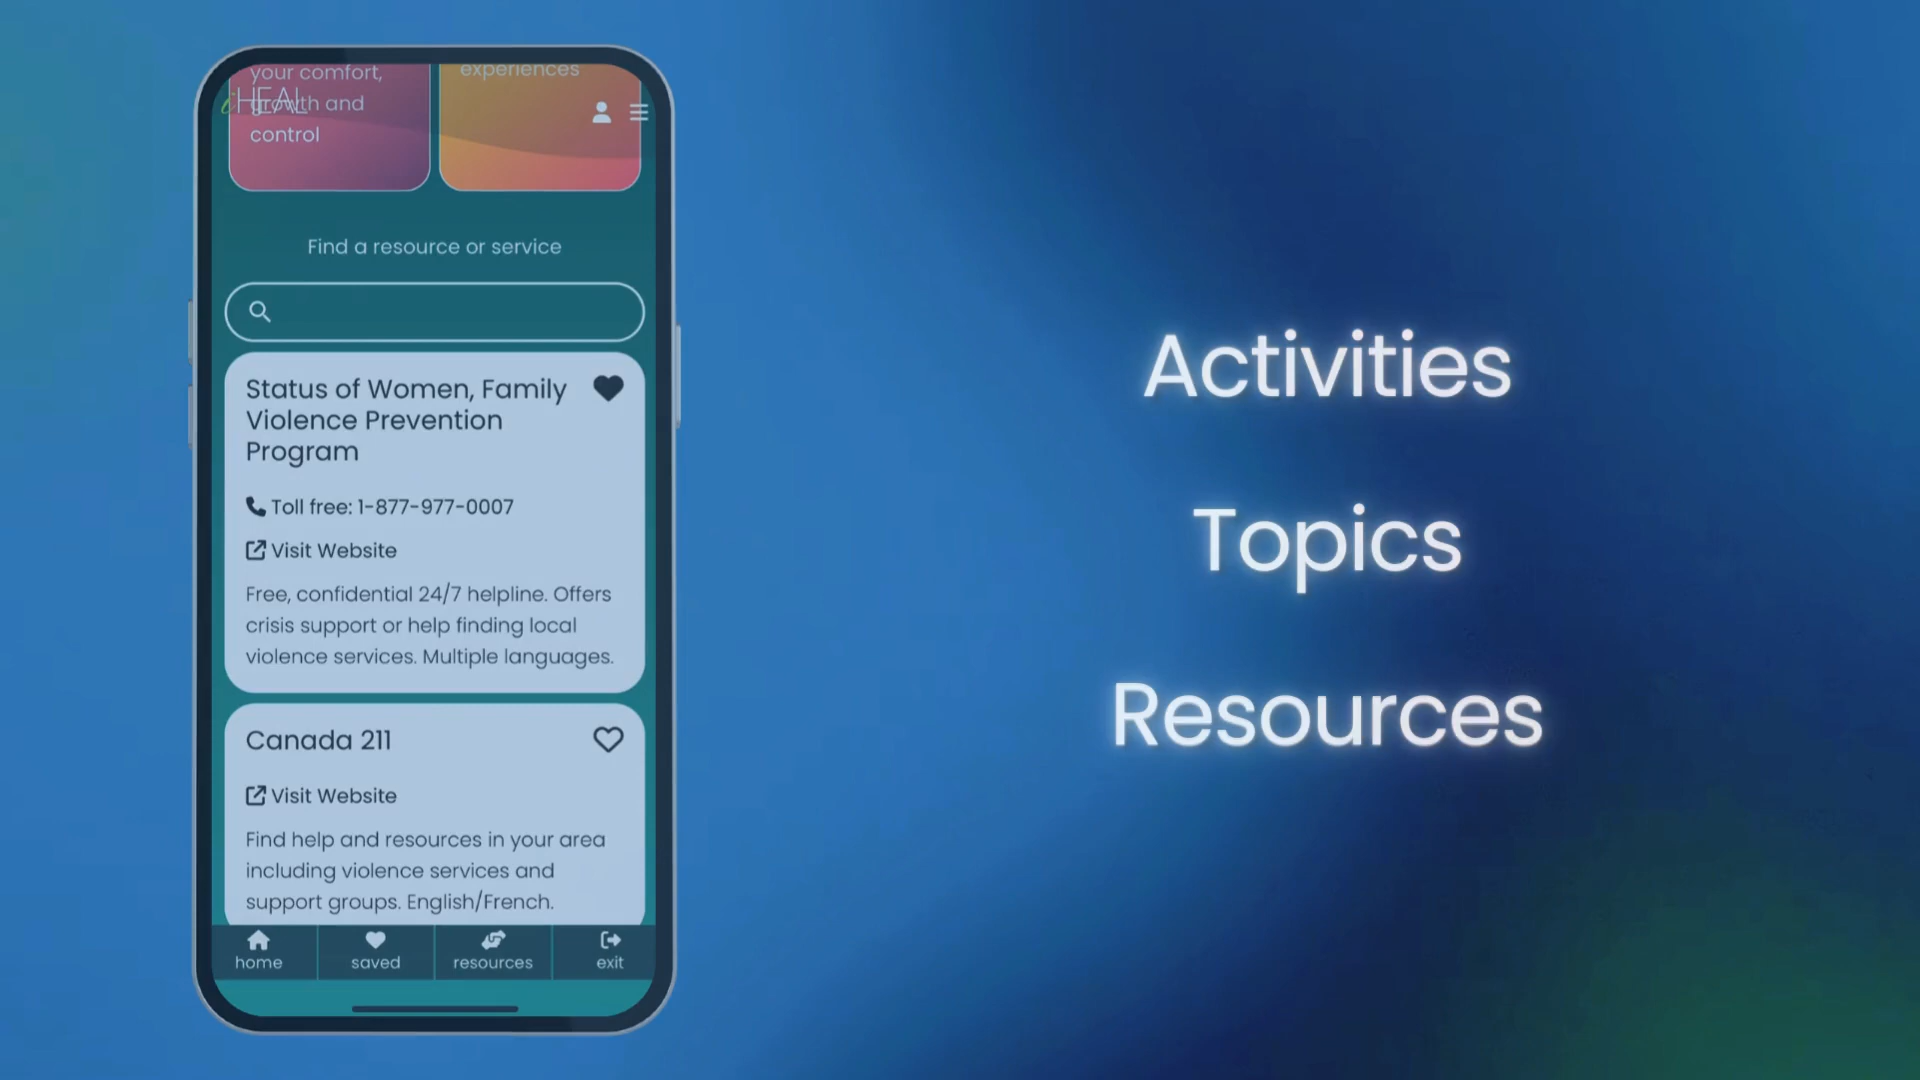 your comfort,
experiences
iHEAL
growth and
control
Find a resource or service
Status of Women, Family
Violence Prevention
Program
Toll free: 1-877-977-0007
Visit Website
Free, confidential 24/7 helpline. Offers
crisis support or help finding local
violence services. Multiple languages.
Canada 211
Visit Website
Find help and resources in your area
including violence services and
support groups. English/French.
home
saved
resources
exit
Activities
Topics
Resources